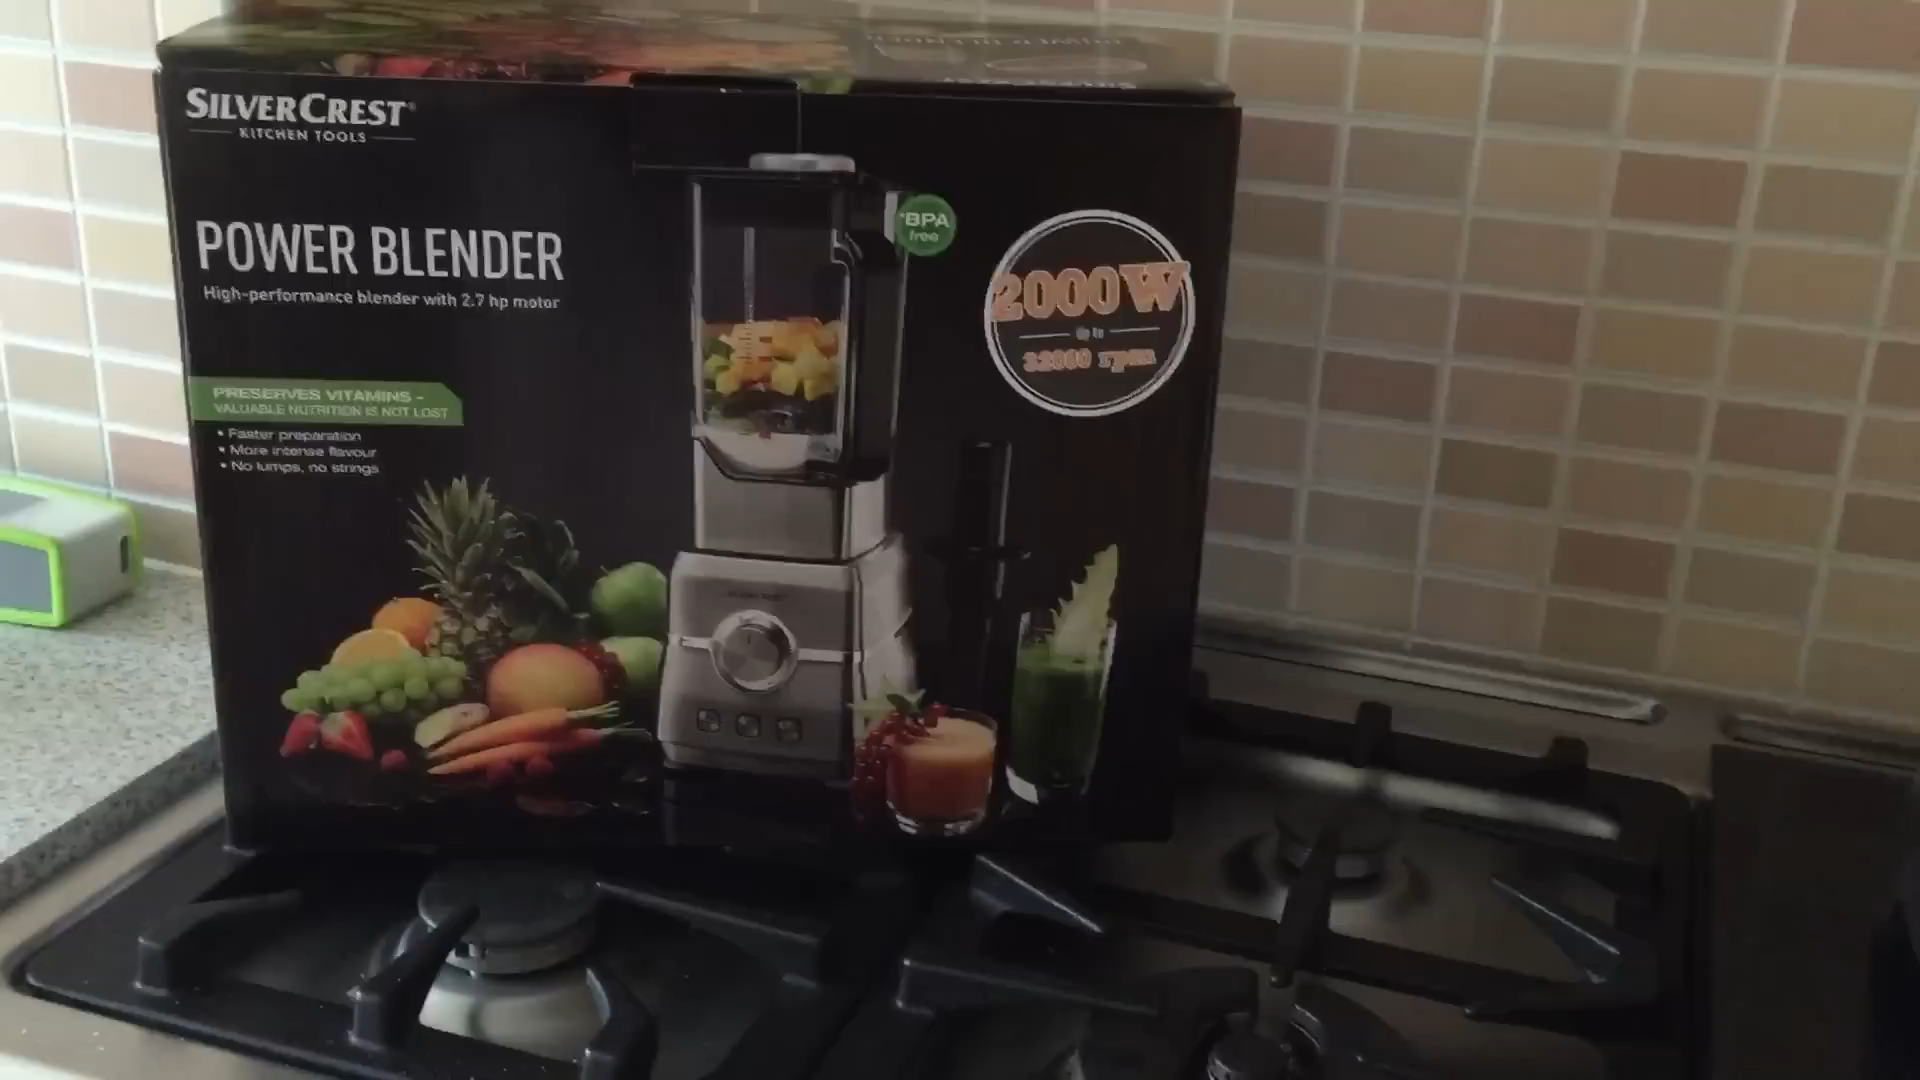 SILVERCREST®
KITCHEN TOOLS
POWER BLENDER
High-performance blender with 2.7 hp motor
*BPA
free
2000 W
Up to
32000 rpm
PRESERVES VITAMINS -
VALUABLE NUTRITION IS NOT LOST
• Faster preparation
• More intense flavour
• No lumps, no strings